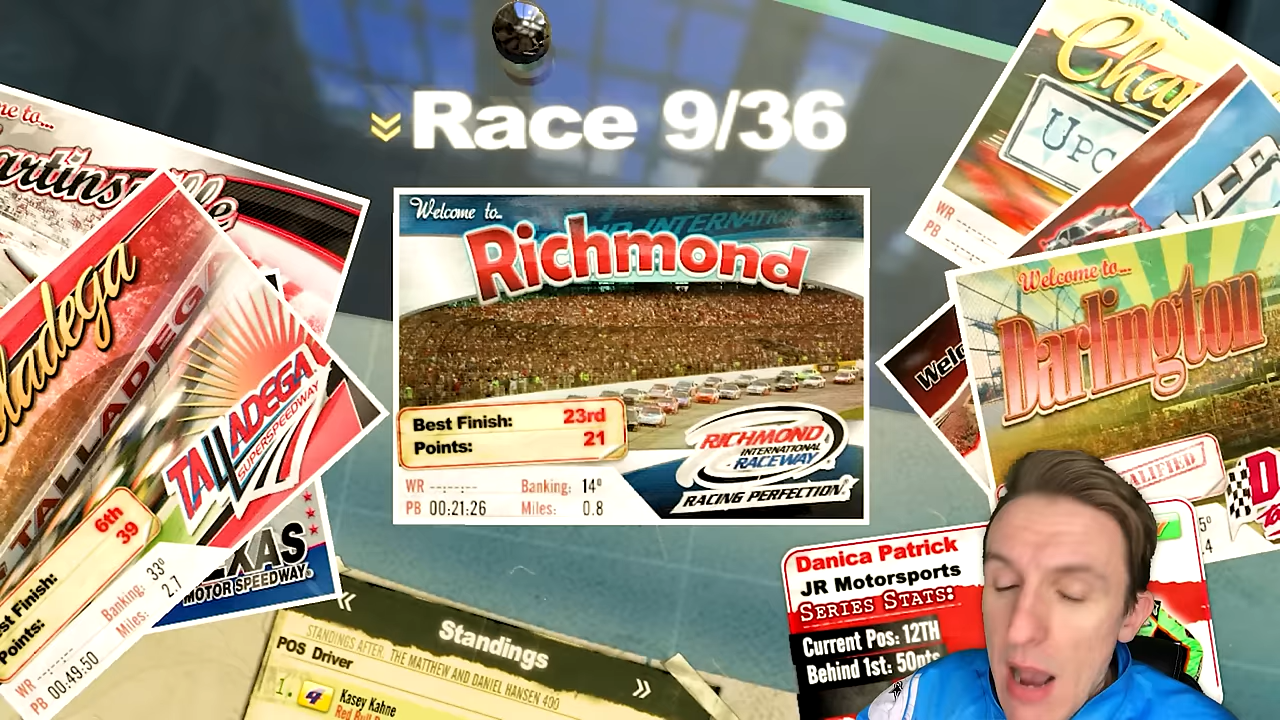 Race 9/36
Welcome to...
Richmond
Best Finish: 23rd
Points: 21
WR --:--:--
PB 00:21:26
Banking: 14°
Miles: 0.8
RICHMOND
INTERNATIONAL
RACEWAY
RACING PERFECTION!
TALLADEGA
TALLADEGA
SUPERSPEEDWAY
6th
39
Points:
Banking: 33°
Miles: 2.7
WR
PB 00:49:50
MOTOR SPEEDWAY
Standings
STANDINGS AFTER: THE MATTHEW AND DANIEL HANSEN 400
POS Driver
1. Kasey Kahne
WR --:--
Welcome to...
Darlington
Danica Patrick
JR Motorsports
SERIES STATS:
Current Pos: 12TH
Behind 1st: 50pts